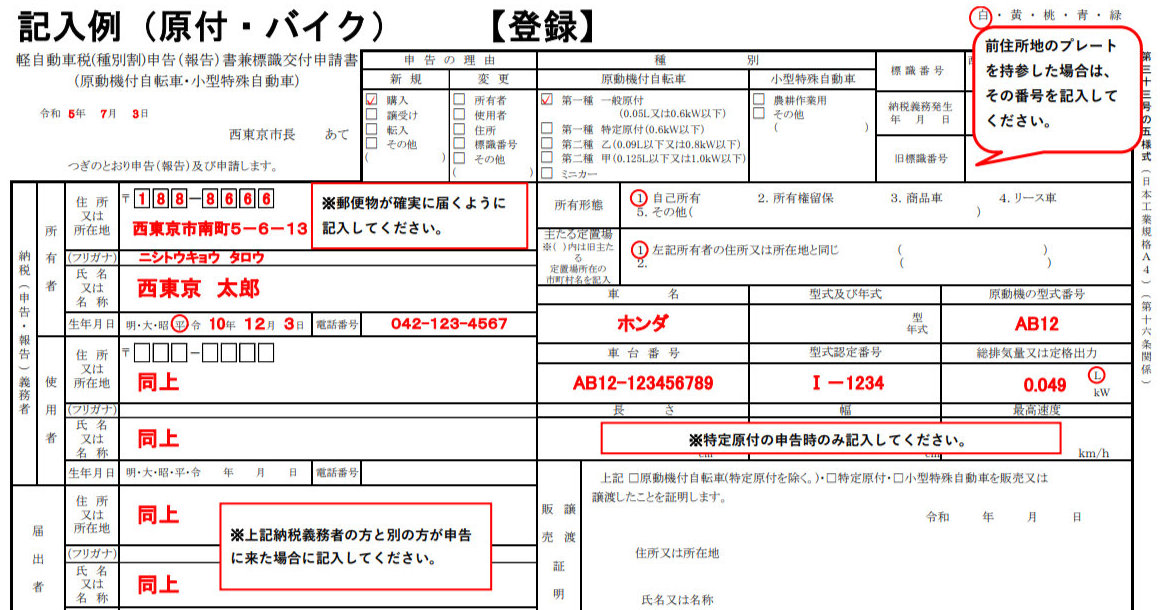 記入例（原付・バイク）　【登録】
白・黄・桃・青・緑
軽自動車税(種別割)申告(報告)書兼標識交付申請書
(原動機付自転車・小型特殊自動車)
令和 5年 7月 3日
西東京市長　あて
つぎのとおり申告(報告)及び申請します。
申告の理由
新規　変更
☑ 購入　□ 所有者
□ 譲受け　□ 使用者
□ 転入　□ 住所
□ その他　□ 標識番号
(　)　□ その他
(　)
種別
原動機付自転車　小型特殊自動車
☑ 第一種 一般原付　□ 農耕作業用
(0.05L又は0.6kW以下)　□ その他
□ 第一種 特定原付(0.6kW以下)　(　)
□ 第二種 乙(0.09L以下又は0.8kW以下)
□ 第二種 甲(0.125L以下又は1.0kW以下)
□ ミニカー
標識番号
納税義務発生
年 月 日
旧標識番号
前住所地のプレート
を持参した場合は、
その番号を記入して
ください。
第三十三号の五様式（日本工業規格A4）（第十六条関係）
納税（申告・報告）義務者
所有者
住所
又は
所在地
〒188-8666
西東京市南町5－6－13
※郵便物が確実に届くように
記入してください。
(フリガナ)　ニシトウキョウ タロウ
氏名
又は
名称
西東京 太郎
生年月日　明・大・昭・平・令 10年 12月 3日　電話番号　042-123-4567
使用者
住所
又は
所在地
〒□□□-□□□□
同上
(フリガナ)
氏名
又は
名称
同上
生年月日　明・大・昭・平・令　年　月　日　電話番号
届出者
住所
又は
所在地
同上
※上記納税義務者の方と別の方が申告
に来た場合に記入してください。
(フリガナ)
氏名
又は
名称
同上
所有形態
1 自己所有　2. 所有権留保　3. 商品車　4. リース車
5. その他(　)
主たる定置場
※( )内は旧主た
る
定置場所在の
市町村名を記入
1 左記所有者の住所又は所在地と同じ　(　)
2.　(　)
車名　型式及び年式　原動機の型式番号
ホンダ　型　AB12
年式
車台番号　型式認定番号　総排気量又は定格出力
AB12-123456789　Ⅰ－1234　0.049　L
kW
長さ　幅　最高速度
※特定原付の申告時のみ記入してください。
cm　cm　km/h
販売　譲渡　証明
上記 □原動機付自転車(特定原付を除く。)・□特定原付・□小型特殊自動車を販売又は
譲渡したことを証明します。
令和　年　月　日
住所又は所在地
氏名又は名称